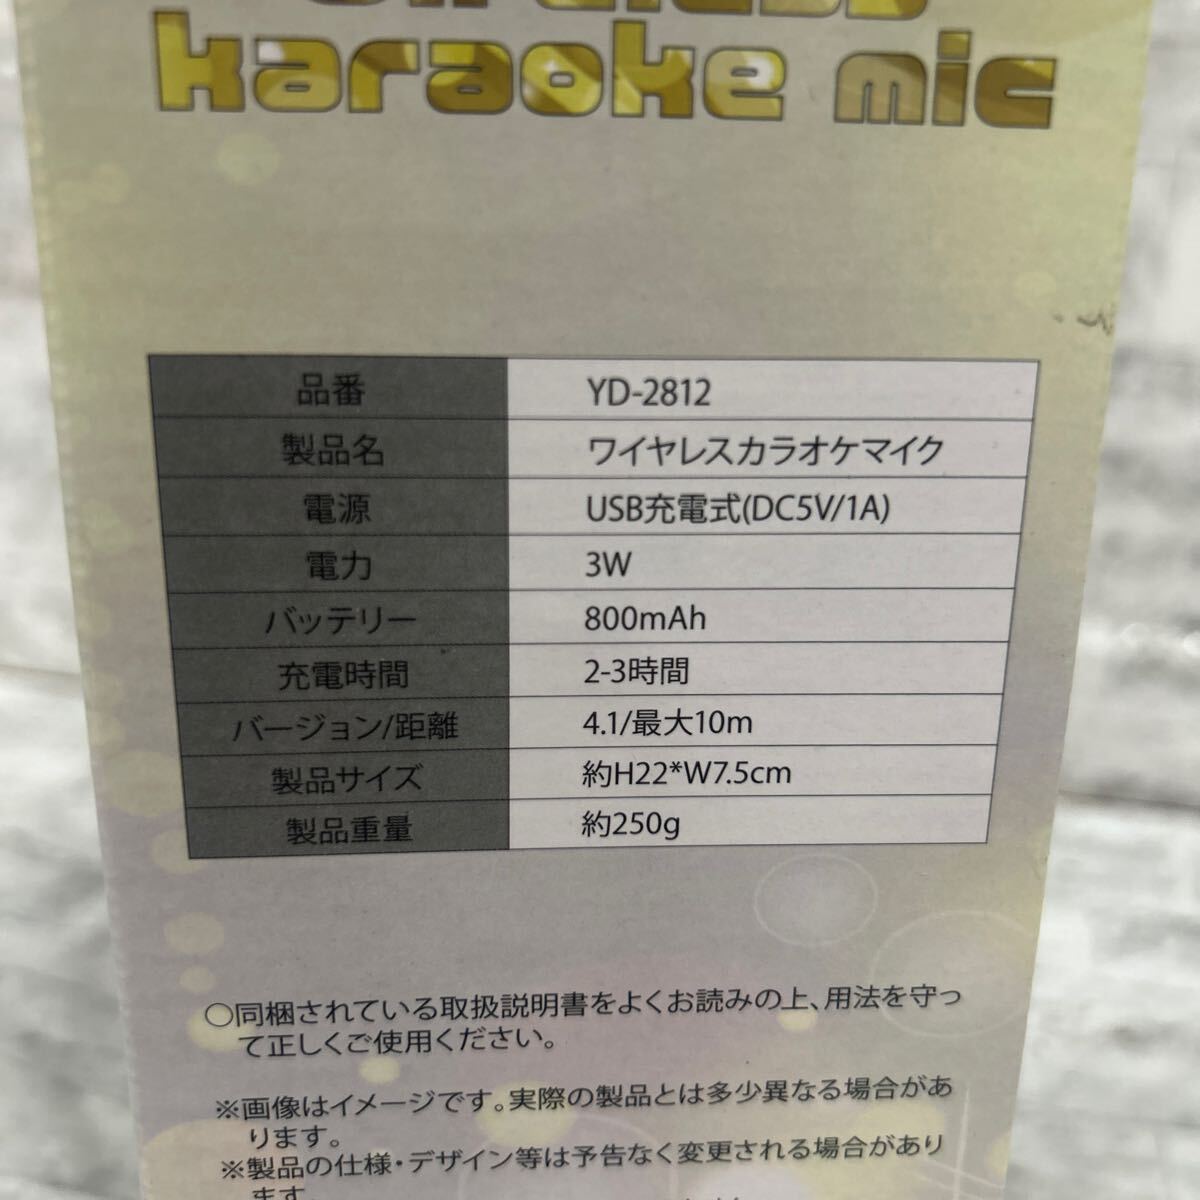 karaoke mic
品番 YD-2812
製品名 ワイヤレスカラオケマイク
電源 USB充電式(DC5V/1A)
電力 3W
バッテリー 800mAh
充電時間 2-3時間
バージョン/距離 4.1/最大10m
製品サイズ 約H22*W7.5cm
製品重量 約250g
○同梱されている取扱説明書をよくお読みの上、用法を守っ
て正しくご使用ください。
※画像はイメージです。実際の製品とは多少異なる場合があ
ります。
※製品の仕様・デザイン等は予告なく変更される場合があり
ます。